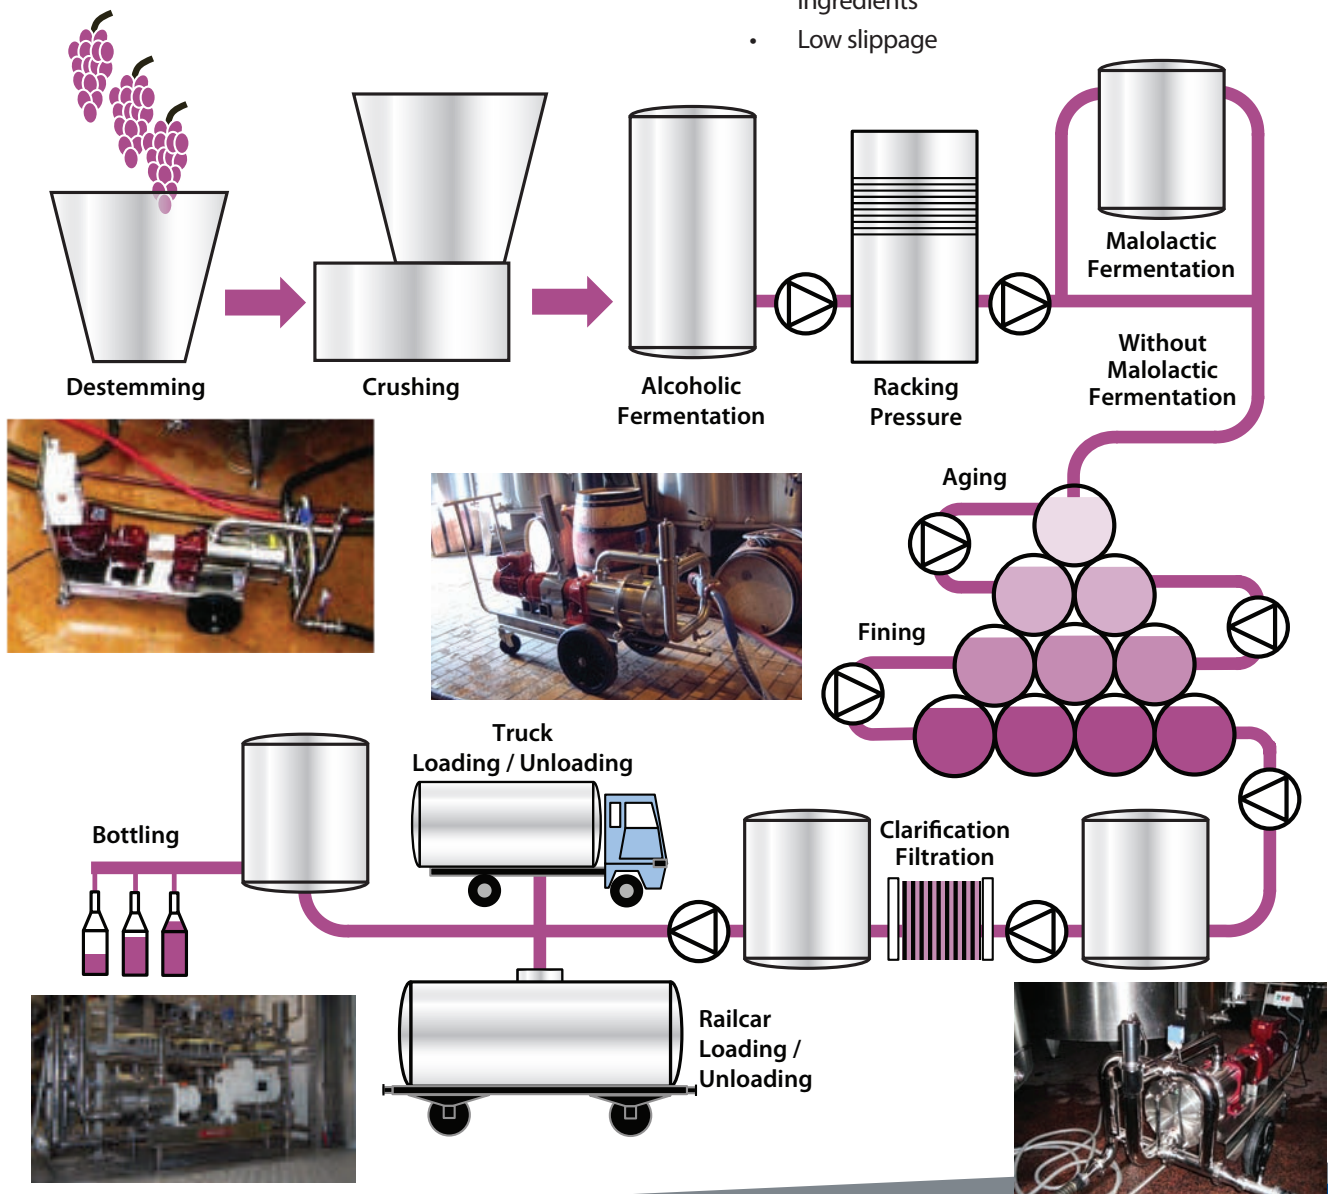 ingredients
• Low slippage
Malolactic
Fermentation
Without
Malolactic
Fermentation
Destemming
Crushing
Alcoholic
Fermentation
Racking
Pressure
Aging
Fining
Truck
Loading / Unloading
Bottling
Clarification
Filtration
Railcar
Loading /
Unloading